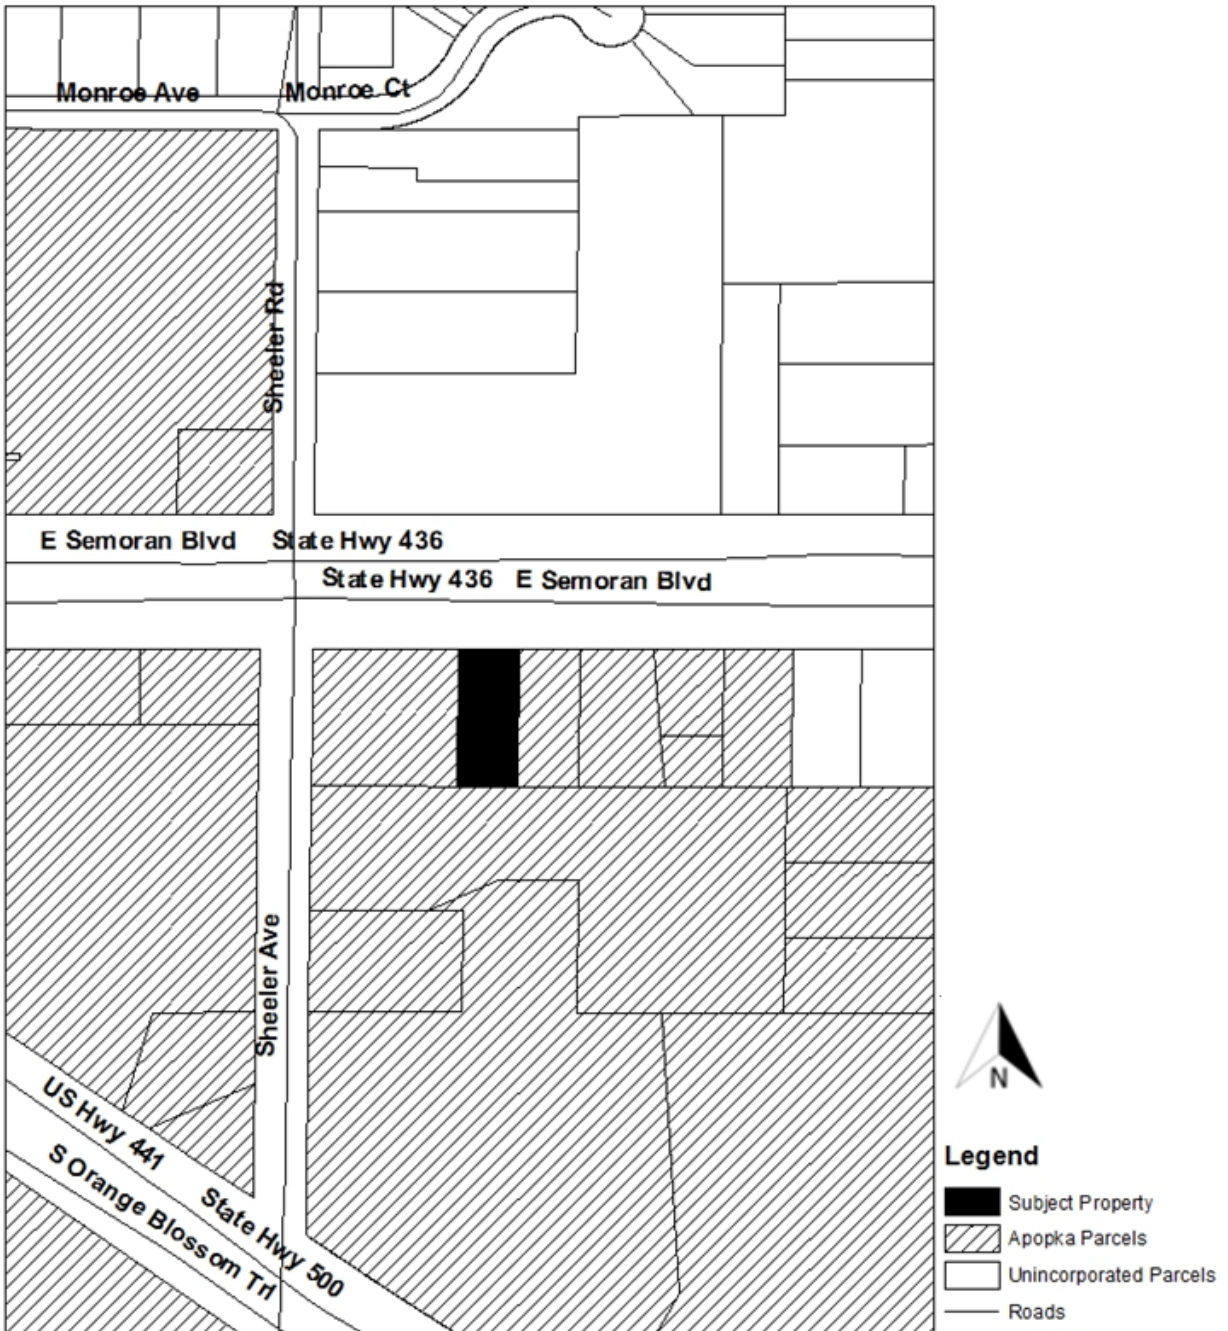 Monroe Ave
Monroe Ct
Sheeler Rd
E Semoran Blvd
State Hwy 436
State Hwy 436
E Semoran Blvd
Sheeler Ave
US Hwy 441
State Hwy 500
S Orange Blossom Trl
N
Legend
Subject Property
Apopka Parcels
Unincorporated Parcels
Roads